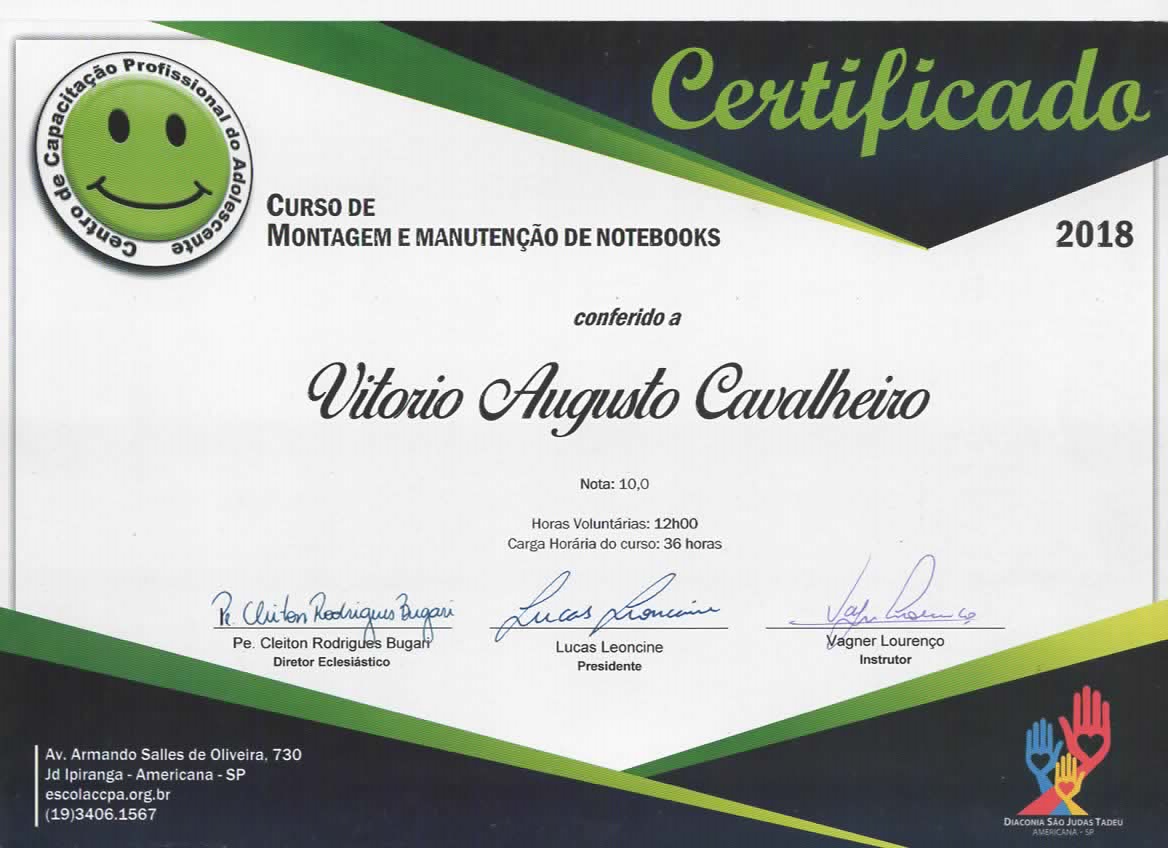 Certificado
Centro de Capacitação Profissional do Adolescente
CURSO DE
MONTAGEM E MANUTENÇÃO DE NOTEBOOKS
2018
conferido a
Vitorio Augusto Cavalheiro
Nota: 10,0
Horas Voluntárias: 12h00
Carga Horária do curso: 36 horas
Pe. Cleiton Rodrigues Bugari
Lucas Leoncine
Vagner Lourenço
Pe. Cleiton Rodrigues Bugari
Diretor Eclesiástico
Lucas Leoncine
Presidente
Vagner Lourenço
Instrutor
Av. Armando Salles de Oliveira, 730
Jd Ipiranga - Americana - SP
escolaccpa.org.br
(19)3406.1567
DIACONIA SÃO JUDAS TADEU
AMERICANA - SP